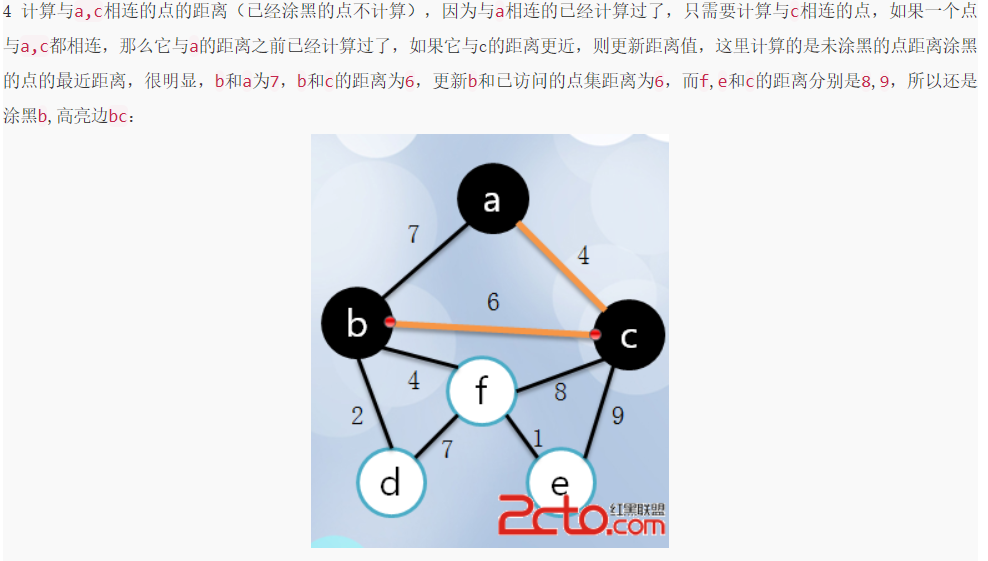 4 计算与a,c相连的点的距离（已经涂黑的点不计算），因为与a相连的已经计算过了，只需要计算与c相连的点，如果一个点
与a,c都相连，那么它与a的距离之前已经计算过了，如果它与c的距离更近，则更新距离值，这里计算的是未涂黑的点距离涂黑
的点的最近距离，很明显，b和a为7，b和c的距离为6，更新b和已访问的点集距离为6，而f,e和c的距离分别是8,9，所以还是
涂黑b,高亮边bc：
a
7
4
6
b
c
4
f
8
2
7
1
9
d
e
2cto.com
红黑联盟